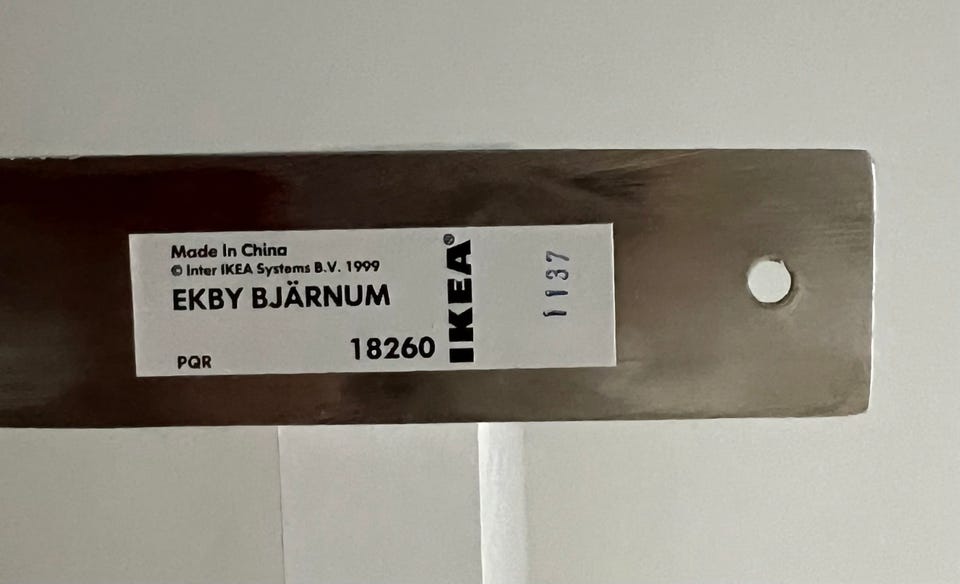 Made In China
© Inter IKEA Systems B.V. 1999
EKBY BJÄRNUM
18260
PQR
IKEA®
1137